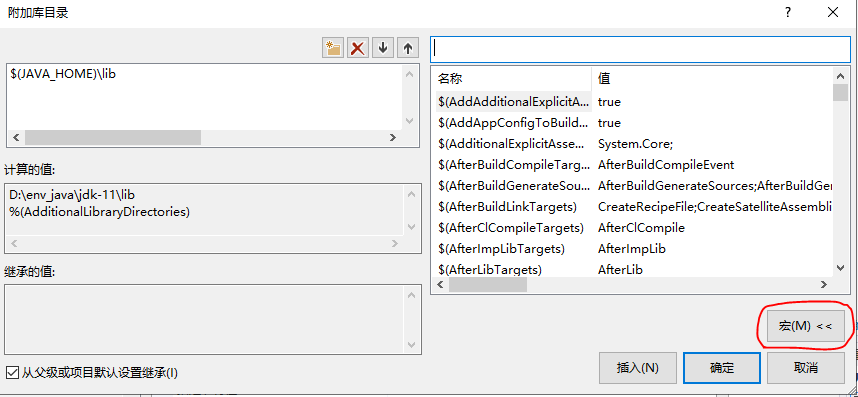 附加库目录
?
$(JAVA_HOME)\lib
计算的值:
D:\env_java\jdk-11\lib
%(AdditionalLibraryDirectories)
继承的值:
从父级或项目默认设置继承(I)
名称 值
$(AddAdditionalExplicitA... true
$(AddAppConfigToBuild... true
$(AdditionalExplicitAsse... System.Core;
$(AfterBuildCompileTarg... AfterBuildCompileEvent
$(AfterBuildGenerateSou... AfterBuildGenerateSources;AfterBuildGer
$(AfterBuildLinkTargets) CreateRecipeFile;CreateSatelliteAssembli
$(AfterClCompileTargets) AfterClCompile
$(AfterImpLibTargets) AfterImpLib
$(AfterLibTargets) AfterLib
宏(M) <<
插入(N) 确定 取消